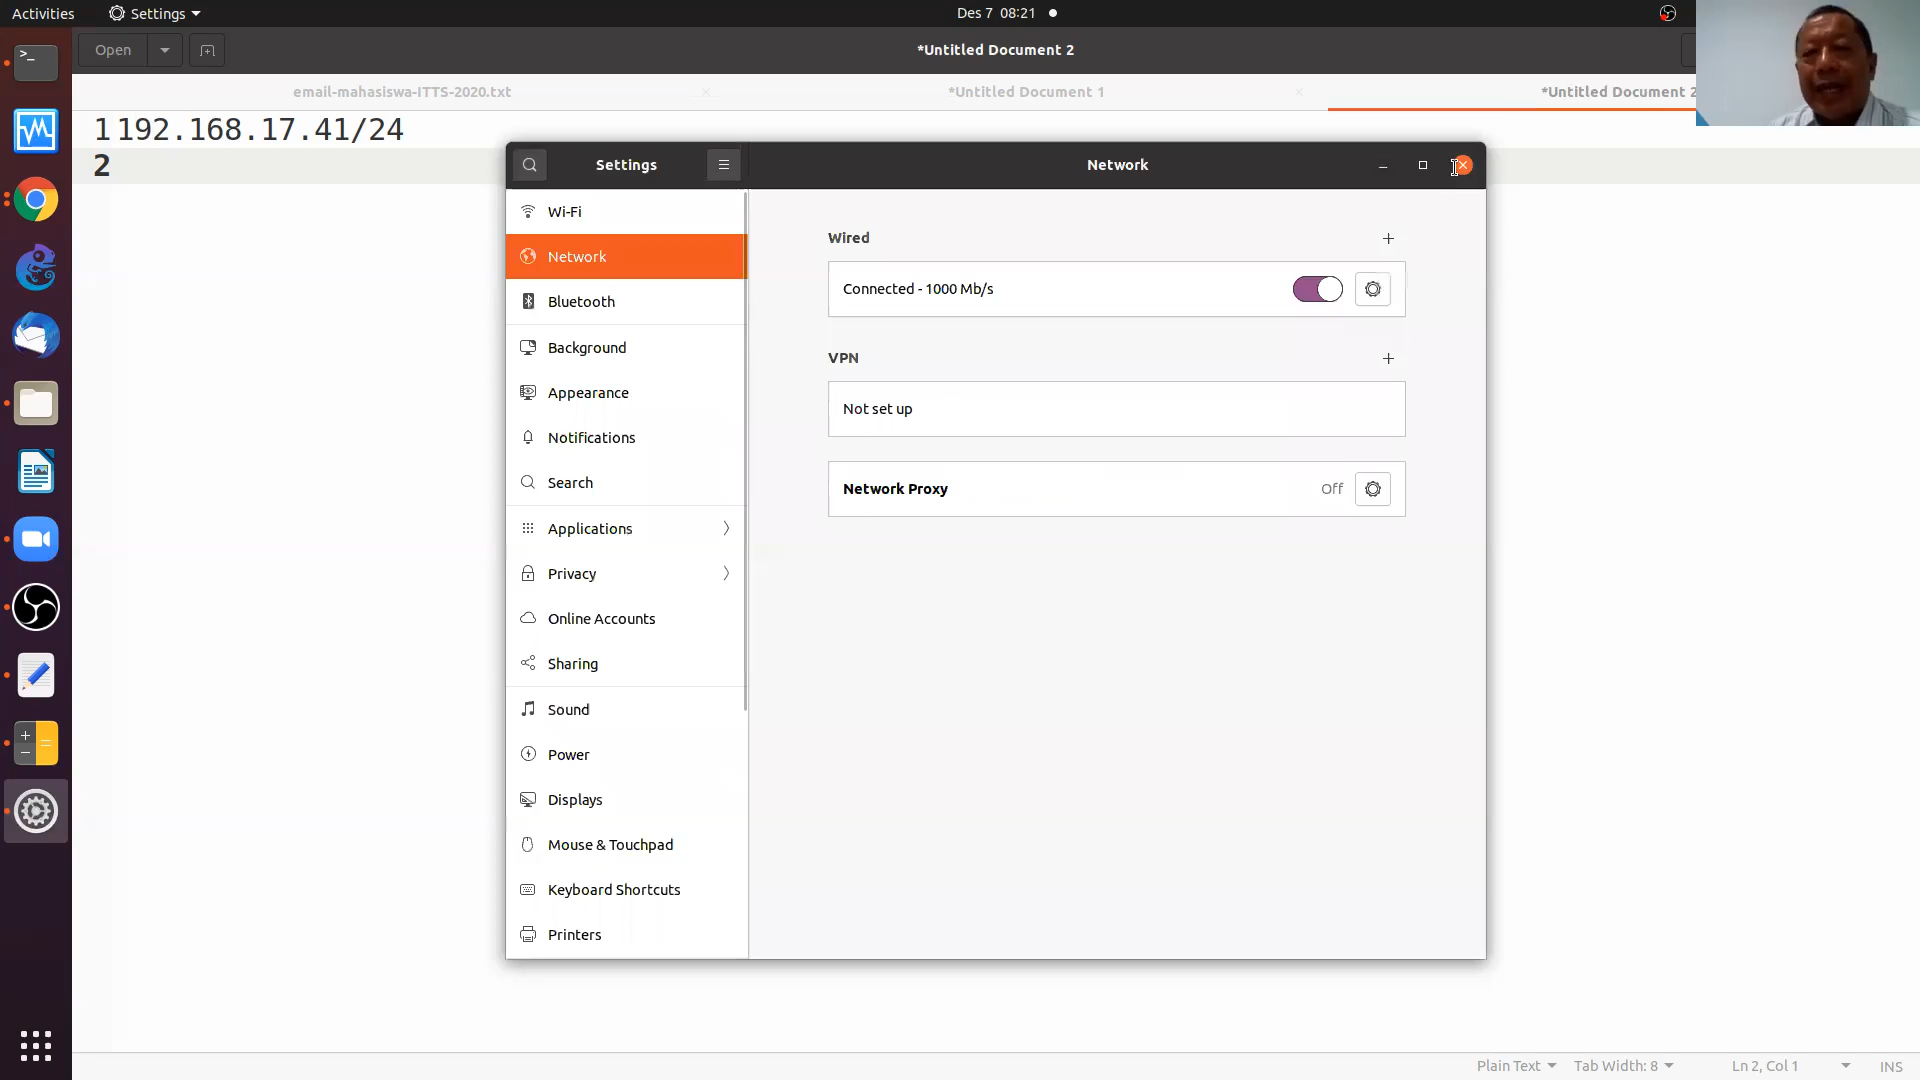 Activities
Settings
Des 7 08:21
Open
*Untitled Document 2
email-mahasiswa-ITTS-2020.txt
*Untitled Document 1
*Untitled Document 2
1 192.168.17.41/24
2
Settings
Network
Wi-Fi
Network
Bluetooth
Background
Appearance
Notifications
Search
Applications
Privacy
Online Accounts
Sharing
Sound
Power
Displays
Mouse & Touchpad
Keyboard Shortcuts
Printers
Wired
Connected - 1000 Mb/s
VPN
Not set up
Network Proxy
Off
Plain Text
Tab Width: 8
Ln 2, Col 1
INS